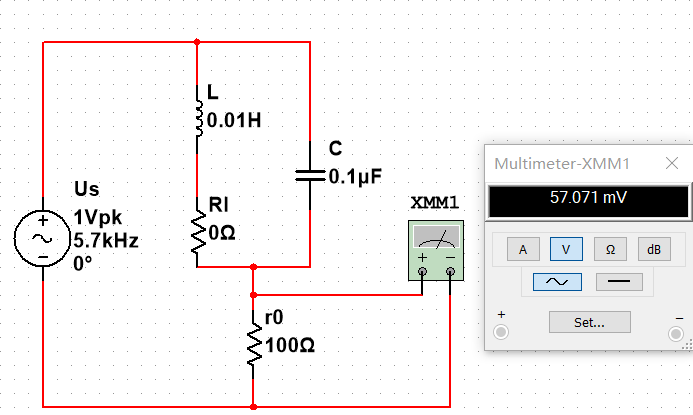 L
0.01H
C
0.1µF
Us
1Vpk
5.7kHz
0°
Rl
0Ω
XMM1
r0
100Ω
Multimeter-XMM1
57.071 mV
A
V
Ω
dB
Set...